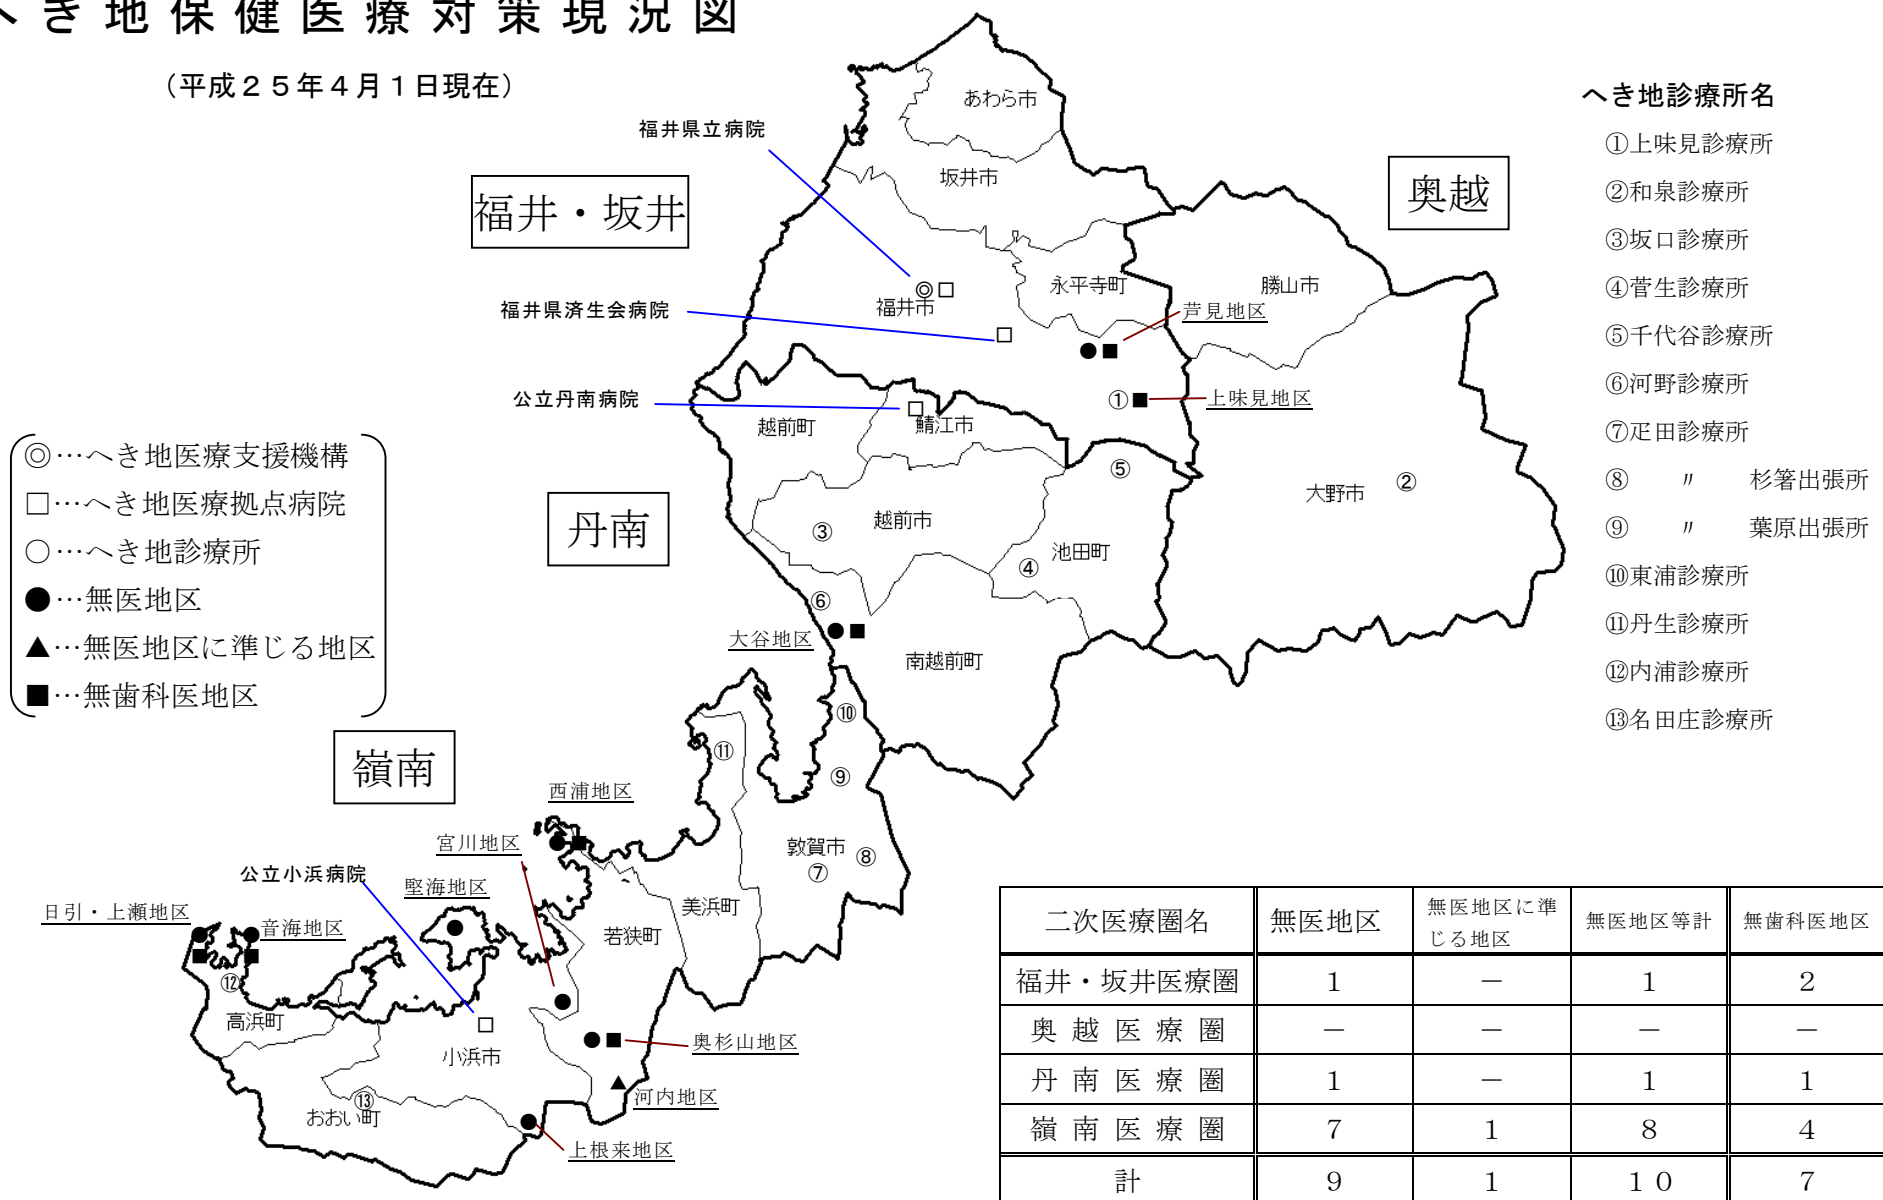 へき地保健医療対策現況図
（平成２５年４月１日現在）
福井県立病院
福井・坂井
福井県済生会病院
公立丹南病院
あわら市
坂井市
永平寺町
◎□
福井市
□
芦見地区
●■
①■
上味見地区
奥越
勝山市
大野市
②
□
鯖江市
越前町
越前市
③
⑤
池田町
④
⑥
●■
大谷地区
南越前町
丹南
◎…へき地医療支援機構
□…へき地医療拠点病院
○…へき地診療所
●…無医地区
▲…無医地区に準じる地区
■…無歯科医地区
嶺南
⑩
⑪
⑨
敦賀市
⑧
⑦
西浦地区
●■
宮川地区
公立小浜病院
堅海地区
●
日引・上瀬地区
音海地区
●
●
■
■
⑫
美浜町
若狭町
●
高浜町
□
小浜市
●■
奥杉山地区
▲
河内地区
⑬
おおい町
●
上根来地区
へき地診療所名
①上味見診療所
②和泉診療所
③坂口診療所
④菅生診療所
⑤千代谷診療所
⑥河野診療所
⑦疋田診療所
⑧　〃　杉箸出張所
⑨　〃　葉原出張所
⑩東浦診療所
⑪丹生診療所
⑫内浦診療所
⑬名田庄診療所
二次医療圏名 無医地区 無医地区に準じる地区 無医地区等計 無歯科医地区
福井・坂井医療圏 １ － １ ２
奥越医療圏 － － － －
丹南医療圏 １ － １ １
嶺南医療圏 ７ １ ８ ４
計 ９ １ １０ ７